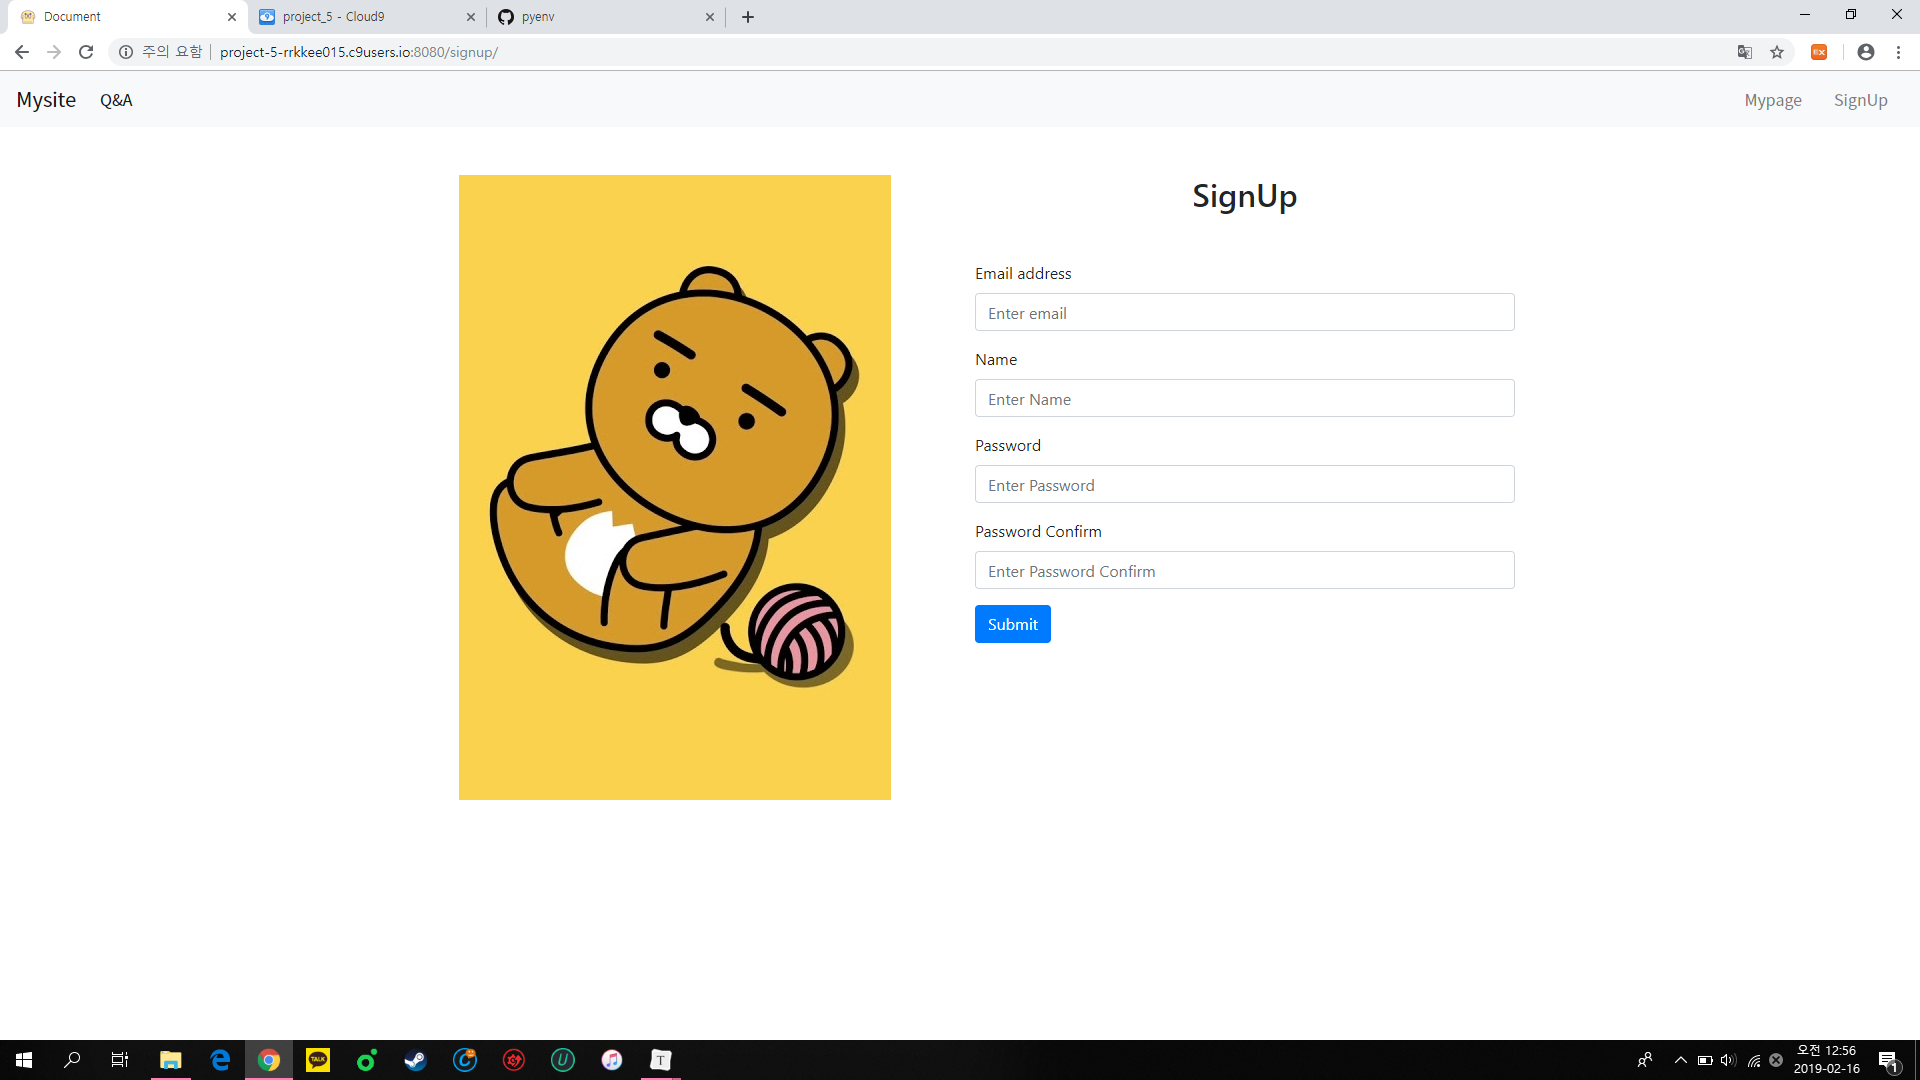 Document
project_5 - Cloud9
pyenv
주의 요함
project-5-rrkkee015.c9users.io:8080/signup/
EX
Mysite
Q&A
Mypage
SignUp
SignUp
Email address
Enter email
Name
Enter Name
Password
Enter Password
Password Confirm
Enter Password Confirm
Submit
TALK
T
오전 12:56
2019-02-16
1